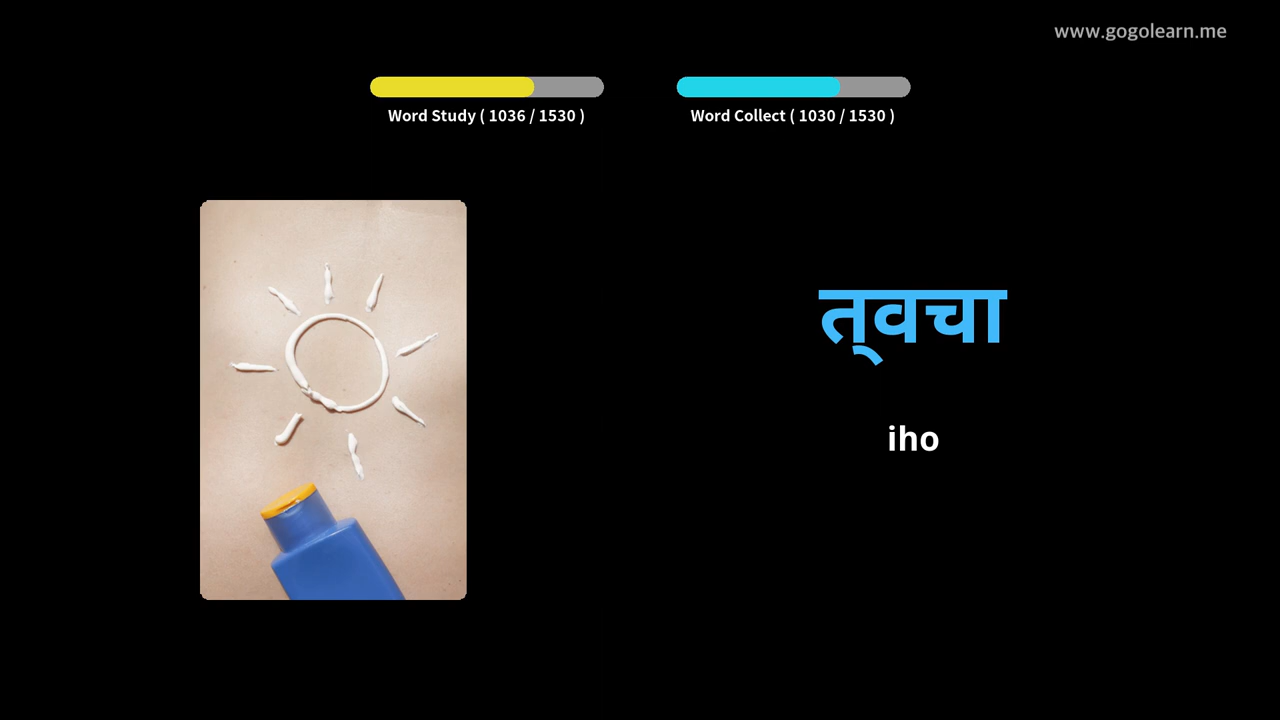 www.gogolearn.me
Word Study ( 1036 / 1530 )
Word Collect ( 1030 / 1530 )
त्वचा
iho